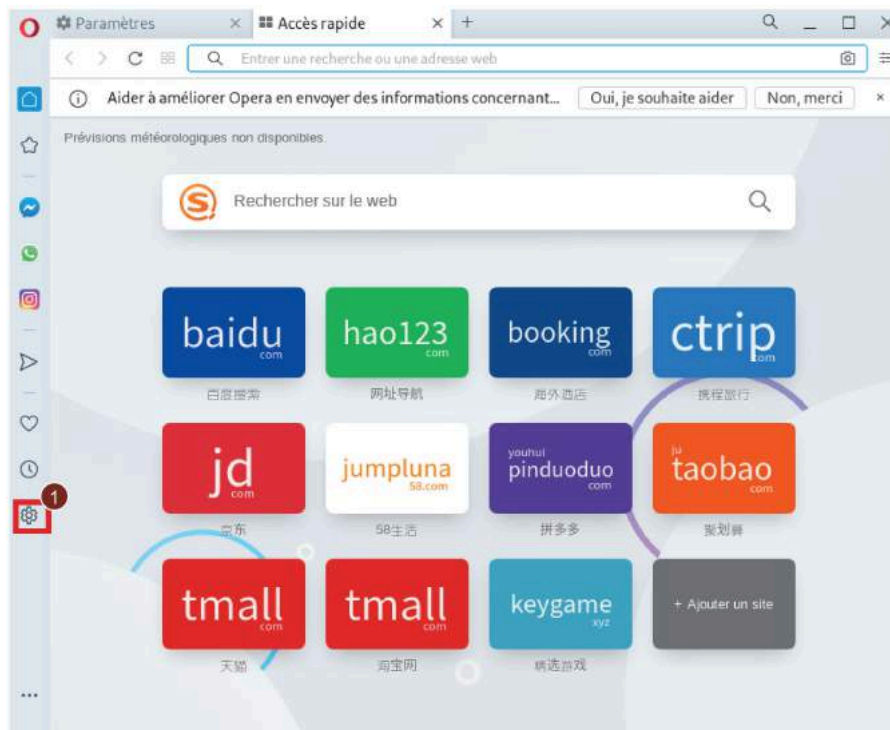 Paramètres
Accès rapide
Entrer une recherche ou une adresse web
Aider à améliorer Opera en envoyer des informations concernant...
Oui, je souhaite aider
Non, merci
Prévisions météorologiques non disponibles.
Rechercher sur le web
baidu
com
hao123
com
booking
com
ctrip
com
百度搜索
网址导航
海外酒店
携程旅行
1
jd
com
jumpluna
58.com
youhui
pinduoduo
com
ju
taobao
com
京东
58生活
拼多多
聚划算
tmall
com
tmall
com
keygame
xyz
+ Ajouter un site
天猫
淘宝网
精选游戏